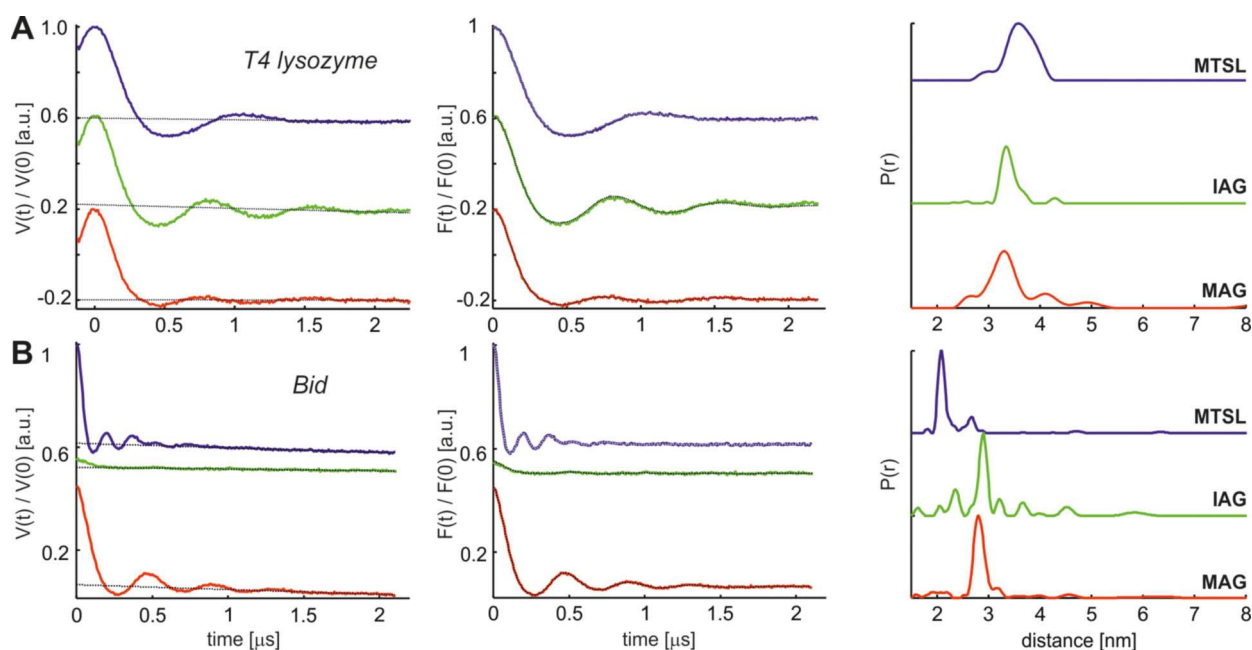 A
T4 lysozyme
V(t) / V(0) [a.u.]
1.0
0.6
0.2
-0.2
0 0.5 1 1.5 2
F(t) / F(0) [a.u.]
1
0.6
0.2
-0.2
0 0.5 1 1.5 2
P(r)
MTSL
IAG
MAG
2 3 4 5 6 7 8
B
Bid
V(t) / V(0) [a.u.]
1
0.6
0.2
0 0.5 1 1.5 2
time [μs]
F(t) / F(0) [a.u.]
1
0.6
0.2
0 0.5 1 1.5 2
time [μs]
P(r)
MTSL
IAG
MAG
2 3 4 5 6 7 8
distance [nm]